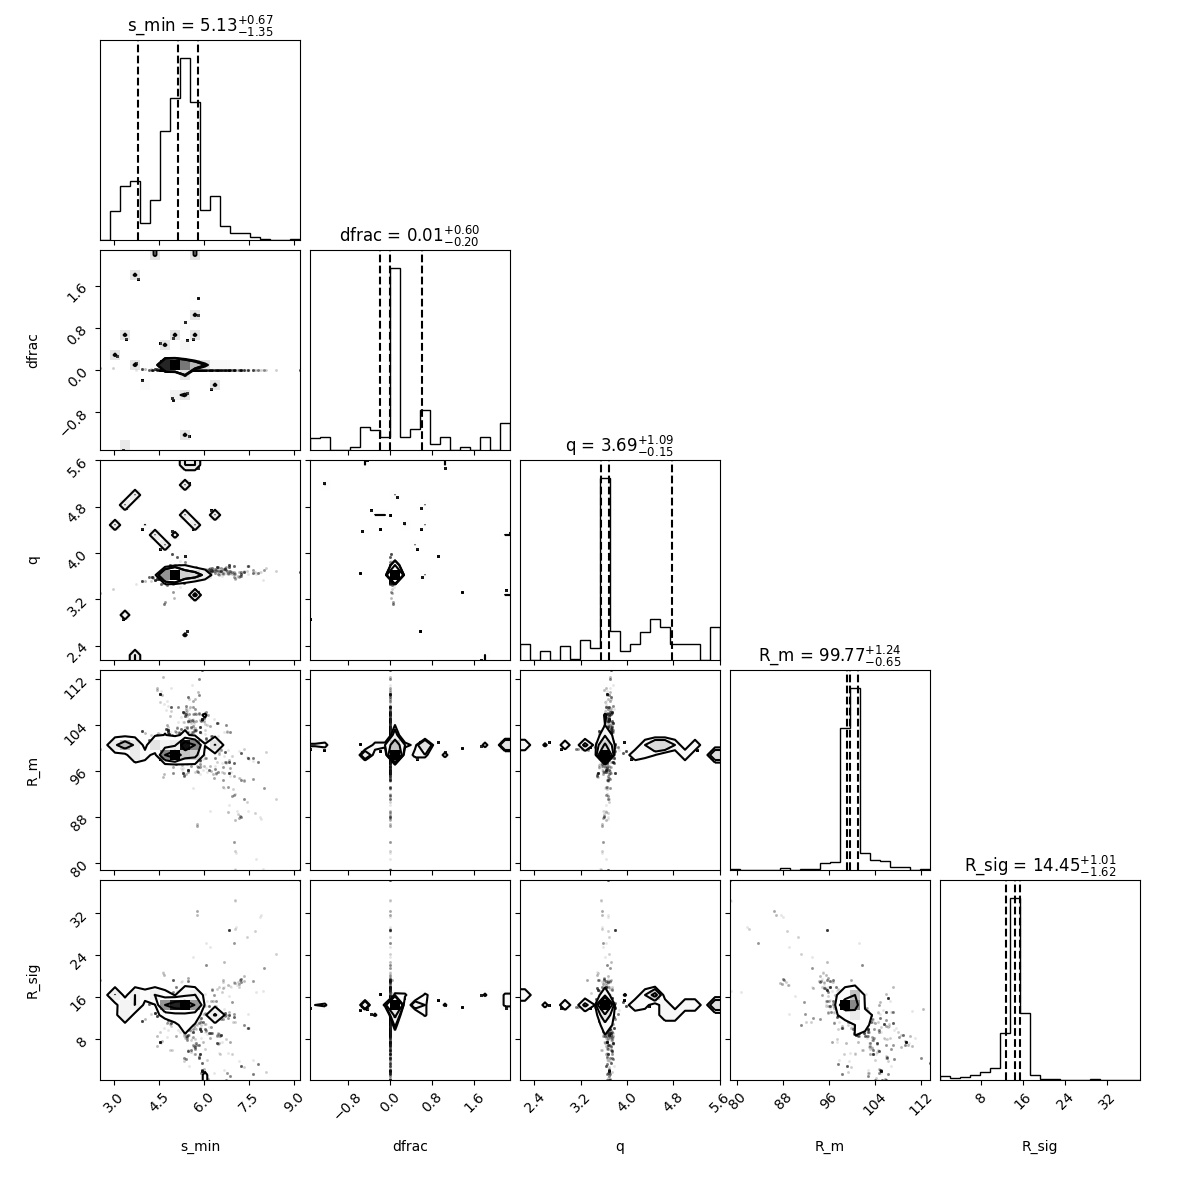 s_min = 5.13+0.67−1.35
dfrac = 0.01+0.60−0.20
1.6
0.8
0.0
−0.8
dfrac
q = 3.69+1.09−0.15
5.6
4.8
4.0
3.2
2.4
q
R_m = 99.77+1.24−0.65
112
104
96
88
80
R_m
R_sig = 14.45+1.01−1.62
32
24
16
8
R_sig
3.0 4.5 6.0 7.5 9.0 −0.8 0.0 0.8 1.6 2.4 3.2 4.0 4.8 5.6 80 88 96 104 112 8 16 24 32
s_min dfrac q R_m R_sig